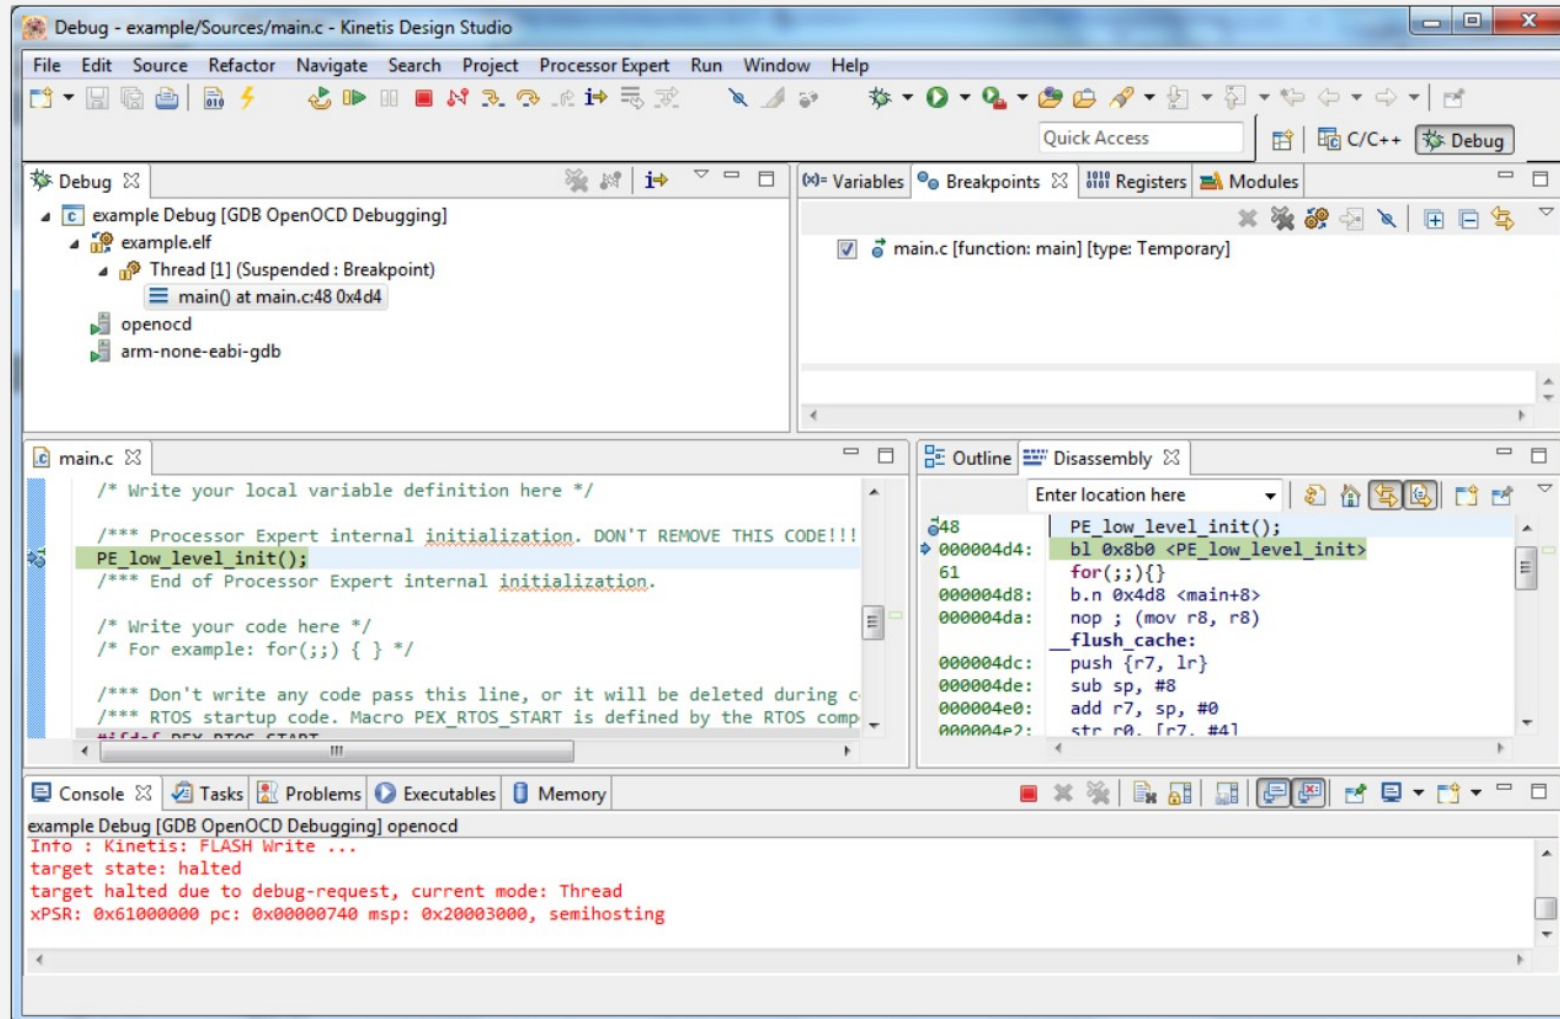 Debug - example/Sources/main.c - Kinetis Design Studio
File Edit Source Refactor Navigate Search Project Processor Expert Run Window Help
Quick Access
C/C++ Debug
Debug
example Debug [GDB OpenOCD Debugging]
example.elf
Thread [1] (Suspended : Breakpoint)
main() at main.c:48 0x4d4
openocd
arm-none-eabi-gdb
(x)= Variables Breakpoints Registers Modules
main.c [function: main] [type: Temporary]
main.c
/* Write your local variable definition here */
/*** Processor Expert internal initialization. DON'T REMOVE THIS CODE!!!
PE_low_level_init();
/*** End of Processor Expert internal initialization.
/* Write your code here */
/* For example: for(;;) { } */
/*** Don't write any code pass this line, or it will be deleted during c
/*** RTOS startup code. Macro PEX_RTOS_START is defined by the RTOS comp
#ifdef PEX_RTOS_START
Outline Disassembly
Enter location here
48 PE_low_level_init();
000004d4: bl 0x8b0 <PE_low_level_init>
61 for(;;){}
000004d8: b.n 0x4d8 <main+8>
000004da: nop ; (mov r8, r8)
__flush_cache:
000004dc: push {r7, lr}
000004de: sub sp, #8
000004e0: add r7, sp, #0
000004e2: str r0, [r7, #4]
Console Tasks Problems Executables Memory
example Debug [GDB OpenOCD Debugging] openocd
Info : Kinetis: FLASH Write ...
target state: halted
target halted due to debug-request, current mode: Thread
xPSR: 0x61000000 pc: 0x00000740 msp: 0x20003000, semihosting